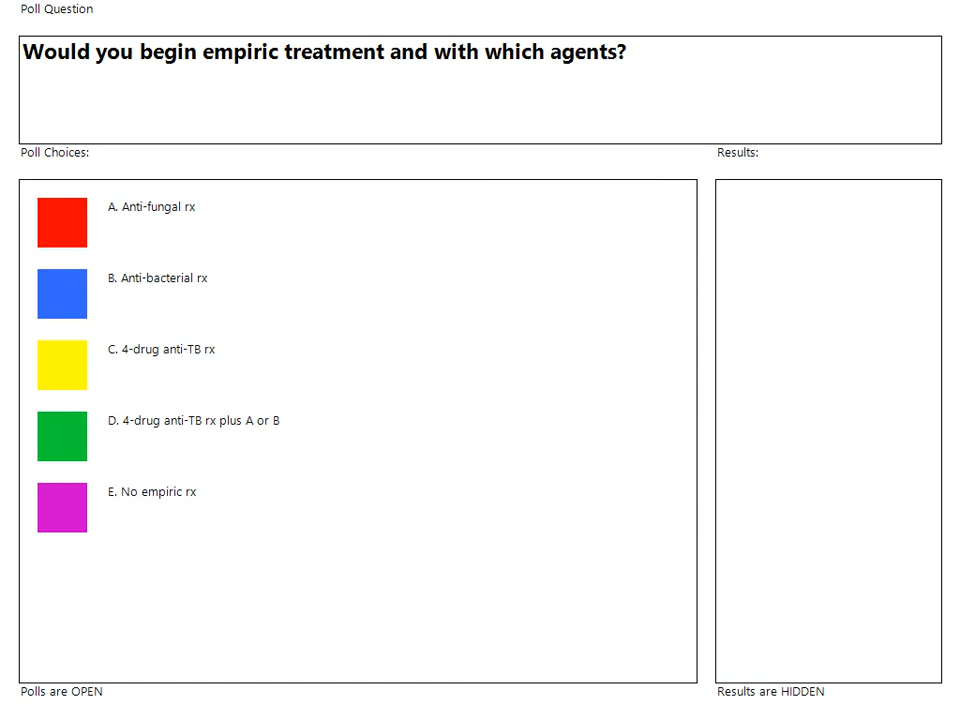 Poll Question
Would you begin empiric treatment and with which agents?
Poll Choices:
Results:
A. Anti-fungal rx
B. Anti-bacterial rx
C. 4-drug anti-TB rx
D. 4-drug anti-TB rx plus A or B
E. No empiric rx
Polls are OPEN
Results are HIDDEN